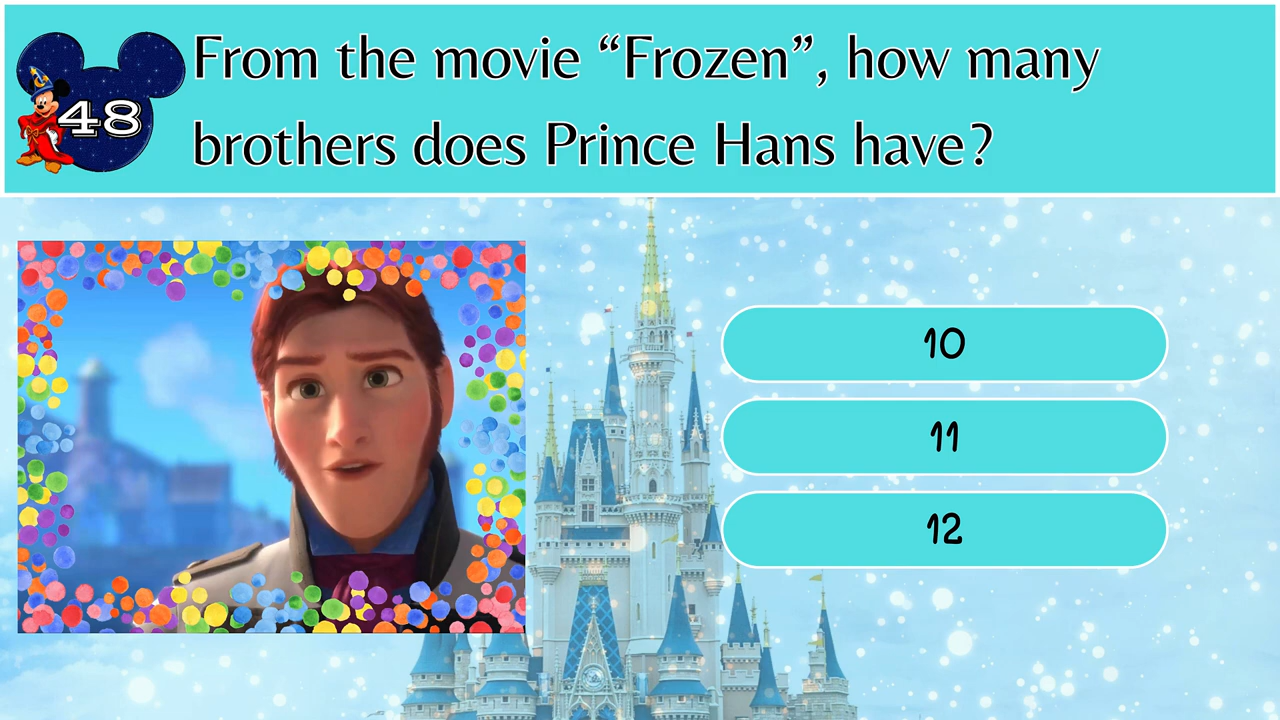 48
From the movie “Frozen”, how many
brothers does Prince Hans have?
10
11
12